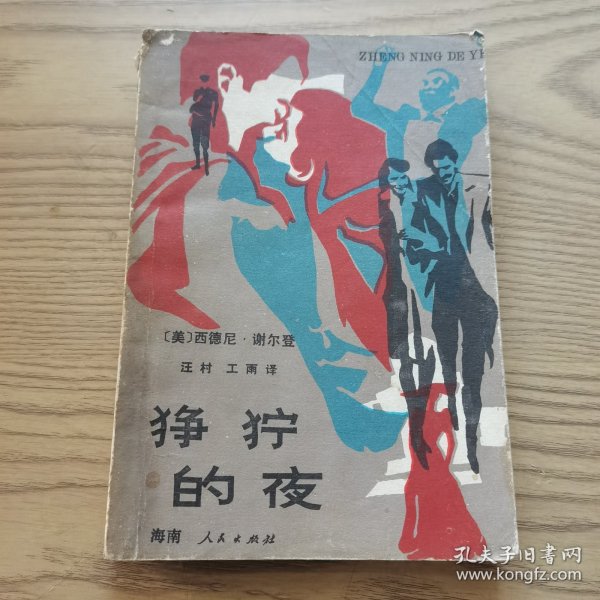 ZHENG NING DE YE
〔美〕西德尼·谢尔登
汪村 工雨 译
狰狞
的夜
海南 人民出版社
孔夫子旧书网
www.kongfz.com